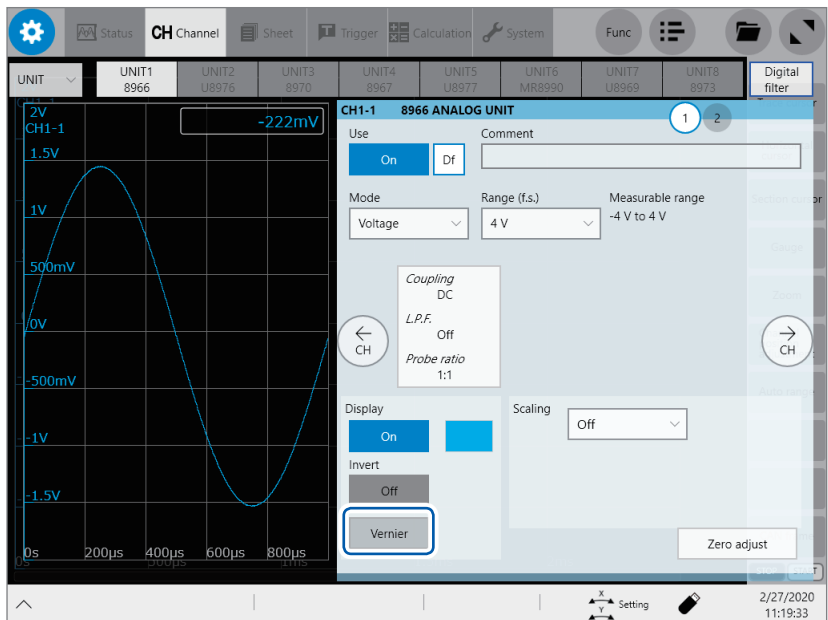 Status CH Channel Sheet Trigger Calculation System Func
UNIT
UNIT1 8966
UNIT2 U8976
UNIT3 8970
UNIT4 8967
UNIT5 U8977
UNIT6 MR8990
UNIT7 U8969
UNIT8 8973
Digital filter
2V
CH1-1
-222mV
1.5V
1V
500mV
0V
-500mV
-1V
-1.5V
0s 200µs 400µs 600µs 800µs
CH1-1 8966 ANALOG UNIT
1 2
Use
On Df
Comment
Mode
Voltage
Range (f.s.)
4 V
Measurable range
-4 V to 4 V
Coupling
DC
L.P.F.
Off
Probe ratio
1:1
← CH
→ CH
Display
On
Invert
Off
Vernier
Scaling
Off
Zero adjust
X Y Setting
2/27/2020
11:19:33